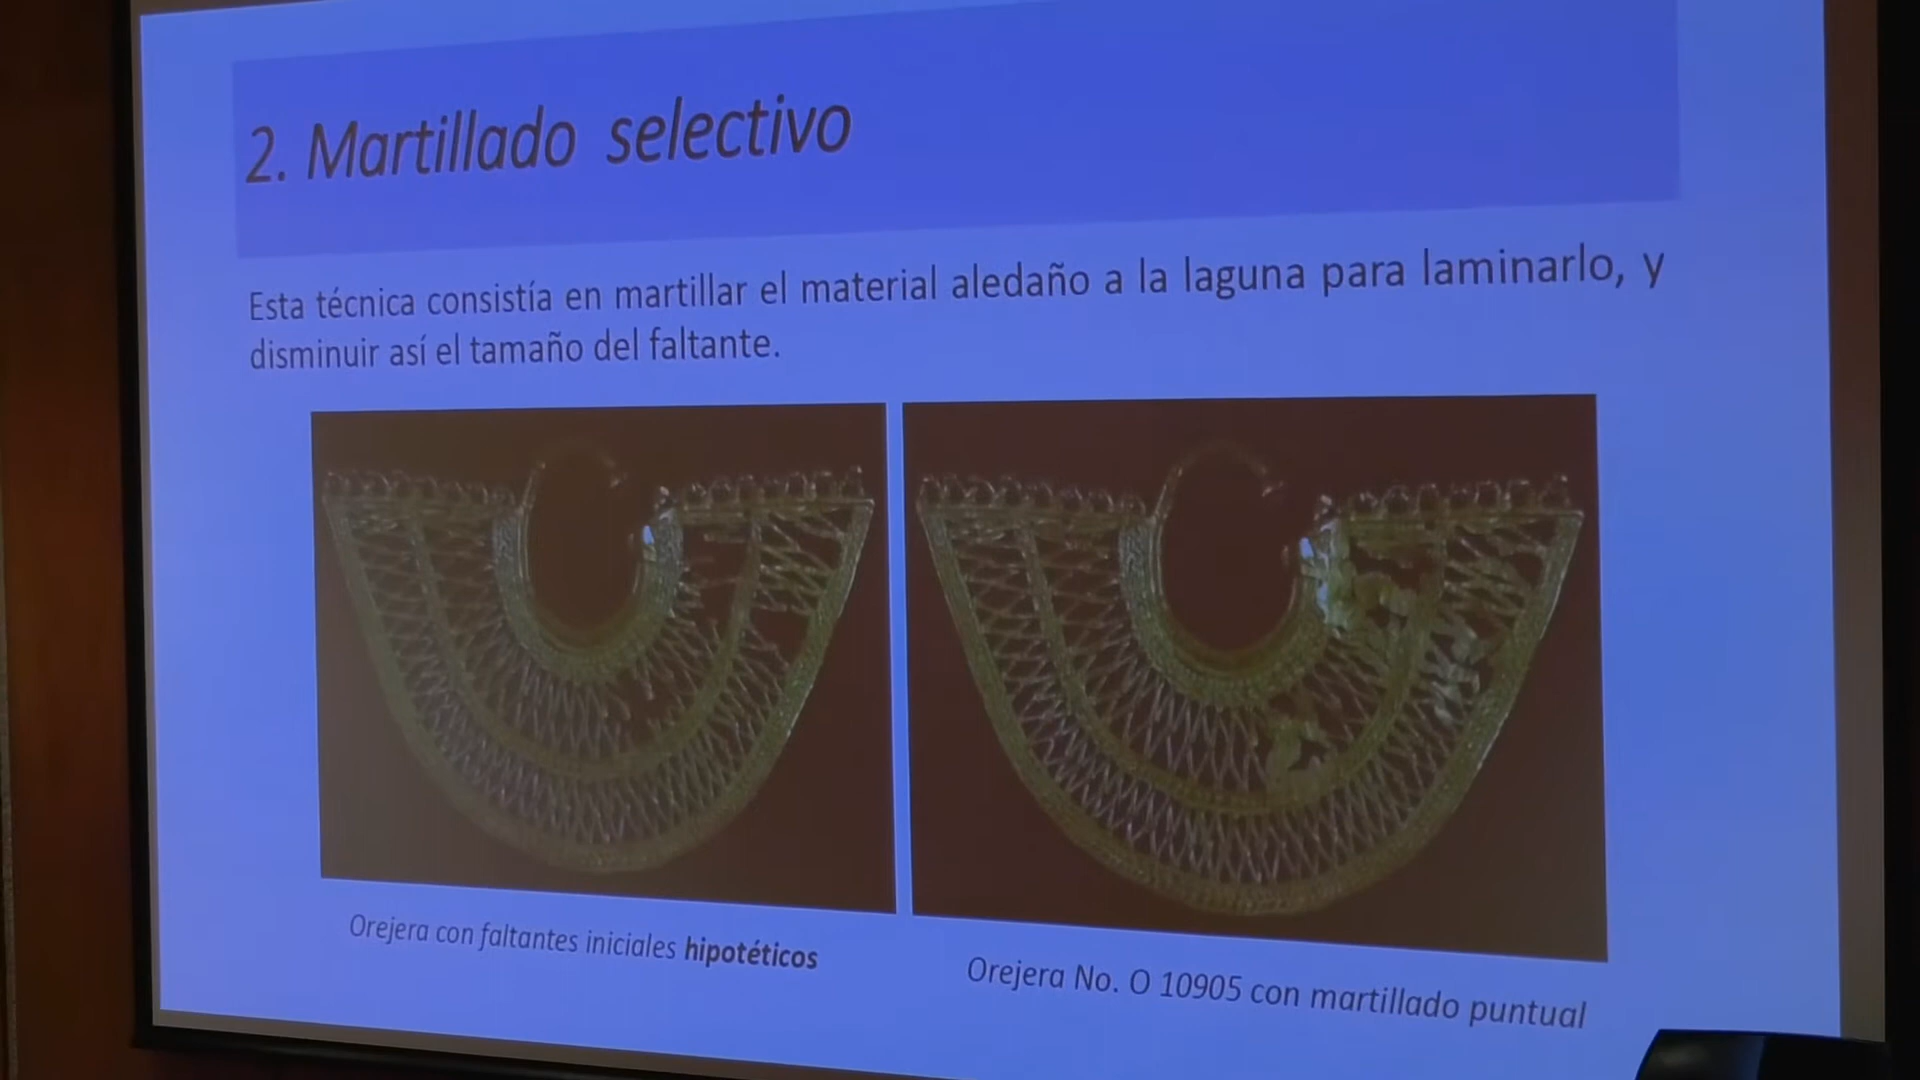 2. Martillado selectivo
Esta técnica consistía en martillar el material aledaño a la laguna para laminarlo, y
disminuir así el tamaño del faltante.
Orejera con faltantes iniciales hipotéticos
Orejera No. O 10905 con martillado puntual